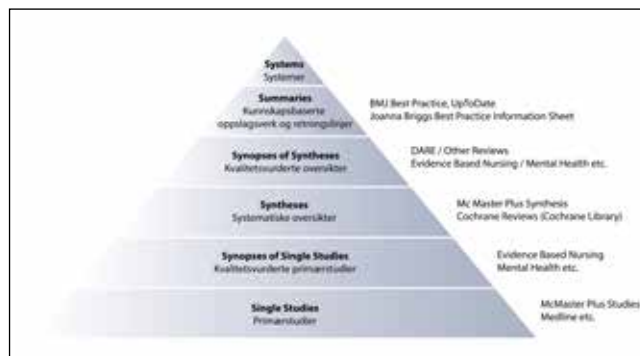 Systems
Systemer
Summaries
Kunnskapsbaserte
oppslagsverk og retningslinjer
BMJ Best Practice, UpToDate
Joanna Briggs Best Practice Information Sheet
Synopses of Syntheses
Kvalitetsvurderte oversikter
DARE / Other Reviews
Evidence Based Nursing / Mental Health etc.
Syntheses
Systematiske oversikter
Mc Master Plus Synthesis
Cochrane Reviews (Cochrane Library)
Synopses of Single Studies
Kvalitetsvurderte primærstudier
Evidence Based Nursing
Mental Health etc.
Single Studies
Primærstudier
McMaster Plus Studies
Medline etc.